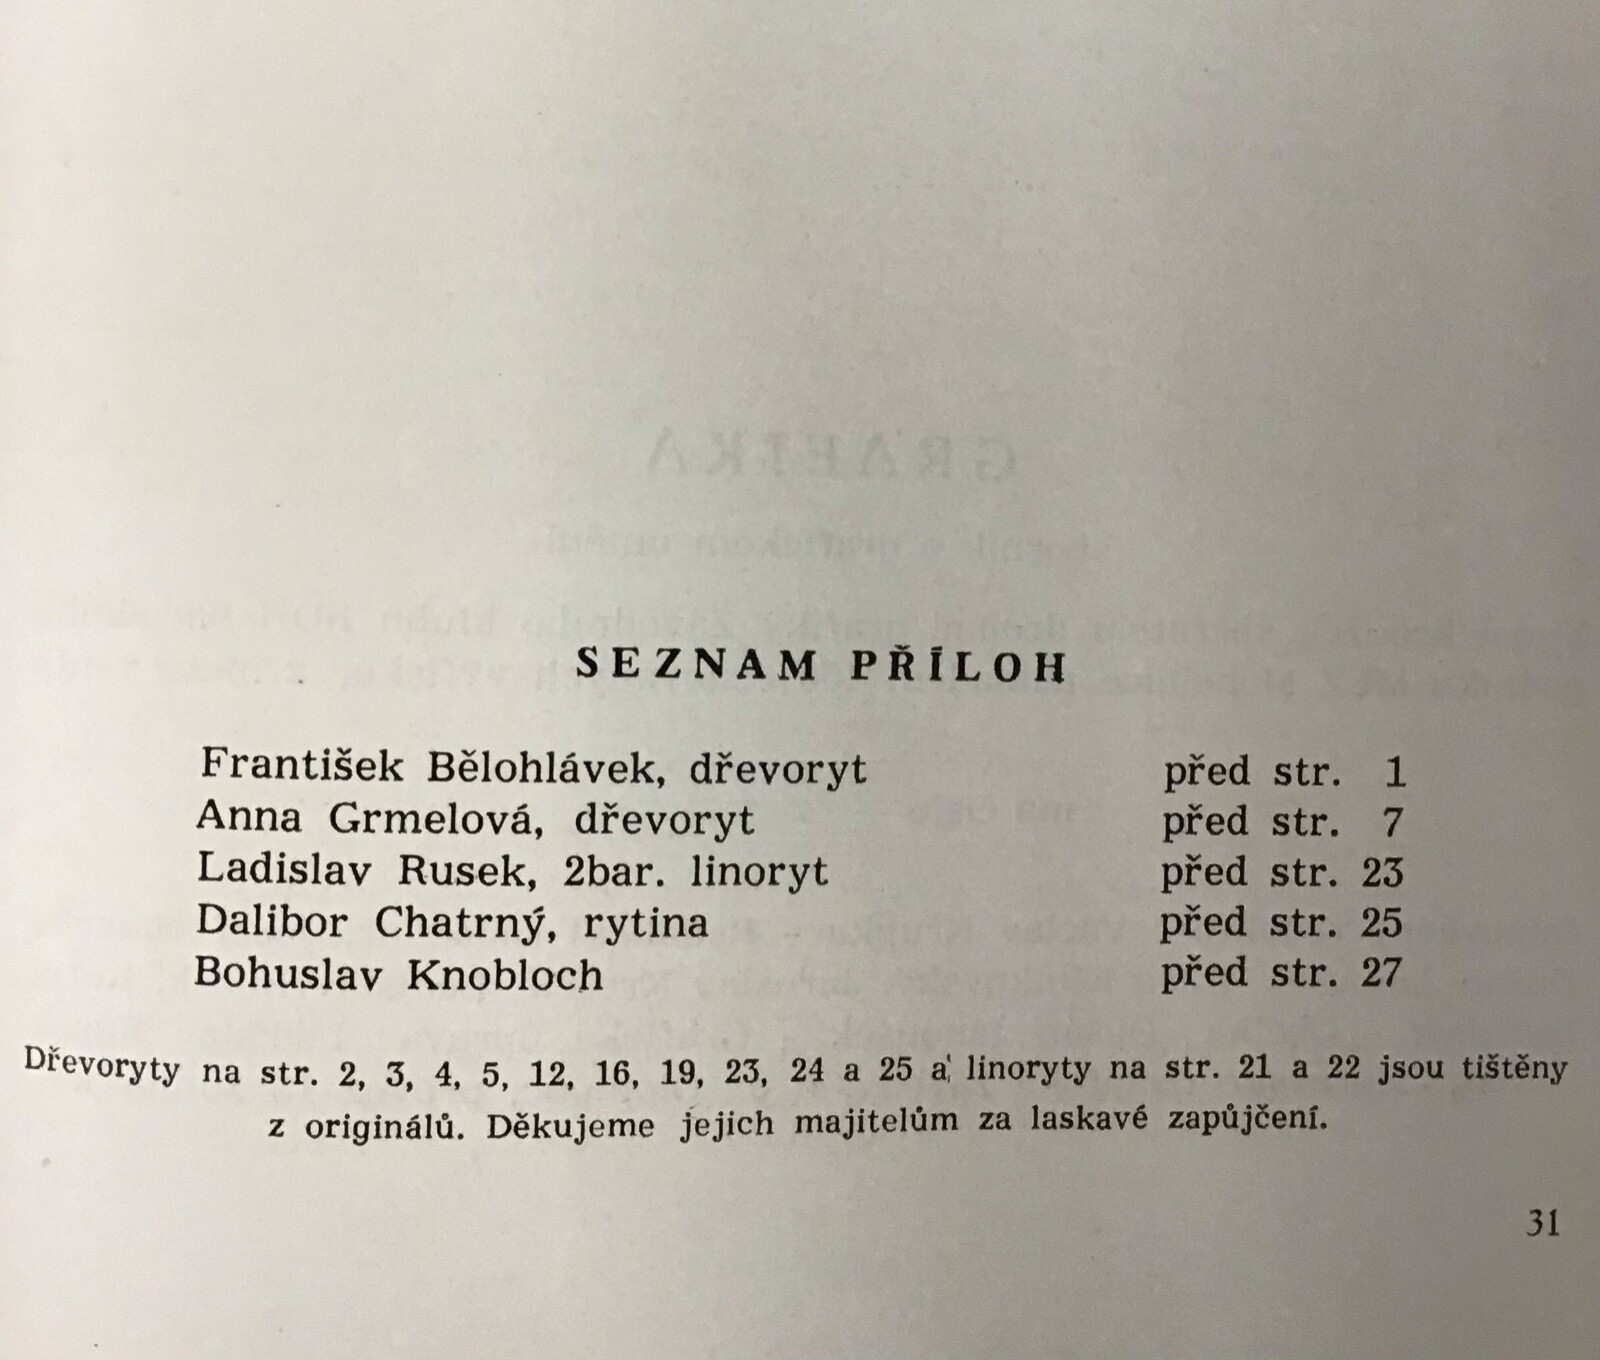 GRAFIKA
SEZNAM PŘÍLOH
František Bělohlávek, dřevoryt před str. 1
Anna Grmelová, dřevoryt před str. 7
Ladislav Rusek, 2bar. linoryt před str. 23
Dalibor Chatrný, rytina před str. 25
Bohuslav Knobloch před str. 27
Dřevoryty na str. 2, 3, 4, 5, 12, 16, 19, 23, 24 a 25 a linoryty na str. 21 a 22 jsou tištěny
z originálů. Děkujeme jejich majitelům za laskavé zapůjčení.
31